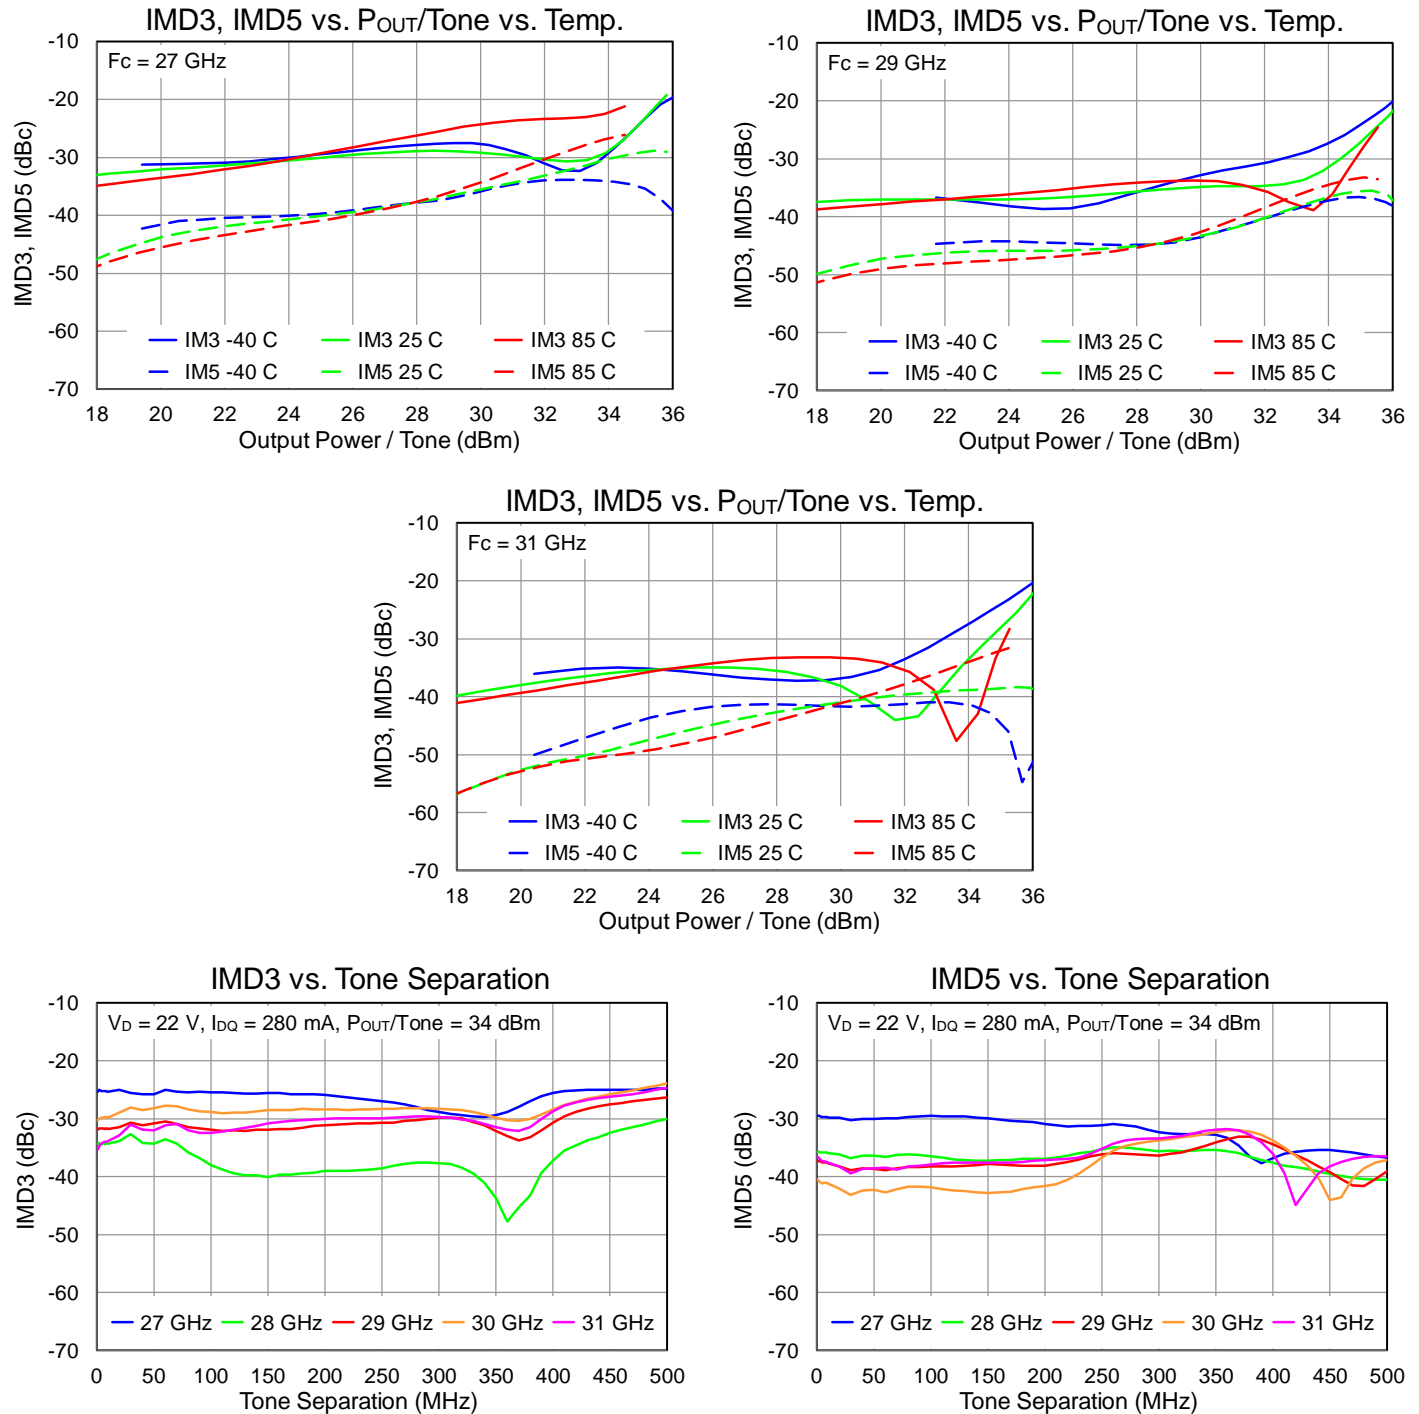 IMD3, IMD5 vs. POUT/Tone vs. Temp.
Fc = 27 GHz
IMD3, IMD5 (dBc)
-10
-20
-30
-40
-50
-60
-70
IM3 -40 C
IM3 25 C
IM3 85 C
IM5 -40 C
IM5 25 C
IM5 85 C
18 20 22 24 26 28 30 32 34 36
Output Power / Tone (dBm)
IMD3, IMD5 vs. POUT/Tone vs. Temp.
Fc = 29 GHz
IMD3, IMD5 (dBc)
-10
-20
-30
-40
-50
-60
-70
IM3 -40 C
IM3 25 C
IM3 85 C
IM5 -40 C
IM5 25 C
IM5 85 C
18 20 22 24 26 28 30 32 34 36
Output Power / Tone (dBm)
IMD3, IMD5 vs. POUT/Tone vs. Temp.
Fc = 31 GHz
IMD3, IMD5 (dBc)
-10
-20
-30
-40
-50
-60
-70
IM3 -40 C
IM3 25 C
IM3 85 C
IM5 -40 C
IM5 25 C
IM5 85 C
18 20 22 24 26 28 30 32 34 36
Output Power / Tone (dBm)
IMD3 vs. Tone Separation
VD = 22 V, IDQ = 280 mA, POUT/Tone = 34 dBm
IMD3 (dBc)
-10
-20
-30
-40
-50
-60
-70
27 GHz
28 GHz
29 GHz
30 GHz
31 GHz
0 50 100 150 200 250 300 350 400 450 500
Tone Separation (MHz)
IMD5 vs. Tone Separation
VD = 22 V, IDQ = 280 mA, POUT/Tone = 34 dBm
IMD5 (dBc)
-10
-20
-30
-40
-50
-60
-70
27 GHz
28 GHz
29 GHz
30 GHz
31 GHz
0 50 100 150 200 250 300 350 400 450 500
Tone Separation (MHz)